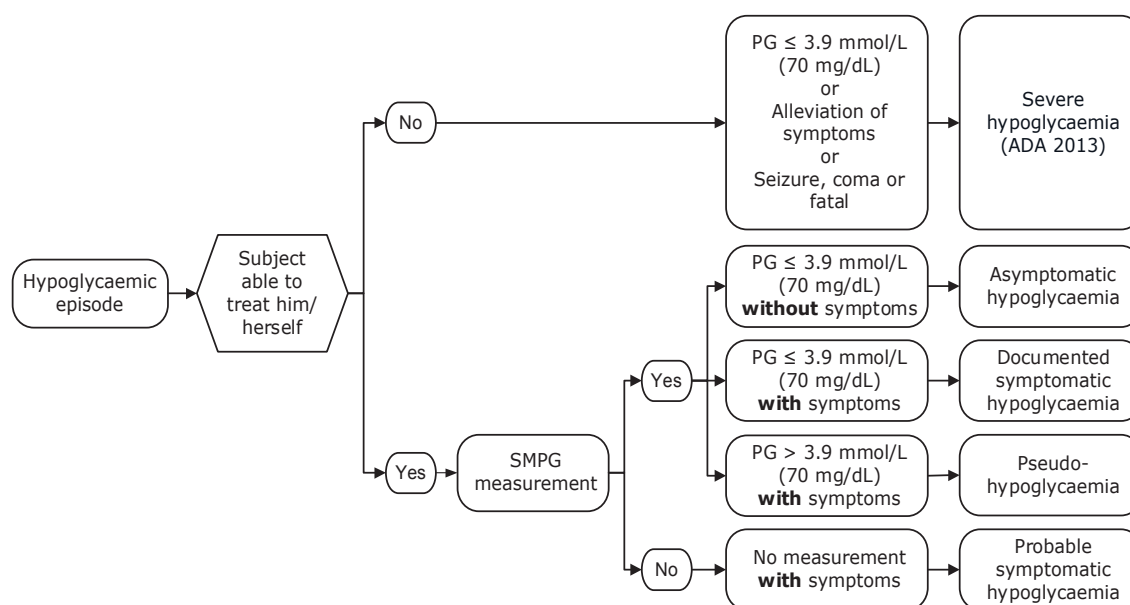 Hypoglycaemic
episode
Subject
able to
treat him/
herself
No
PG ≤ 3.9 mmol/L
(70 mg/dL)
or
Alleviation of
symptoms
or
Seizure, coma or
fatal
Severe
hypoglycaemia
(ADA 2013)
Yes
SMPG
measurement
Yes
PG ≤ 3.9 mmol/L
(70 mg/dL)
without symptoms
Asymptomatic
hypoglycaemia
PG ≤ 3.9 mmol/L
(70 mg/dL)
with symptoms
Documented
symptomatic
hypoglycaemia
PG > 3.9 mmol/L
(70 mg/dL)
with symptoms
Pseudo-
hypoglycaemia
No
No measurement
with symptoms
Probable
symptomatic
hypoglycaemia